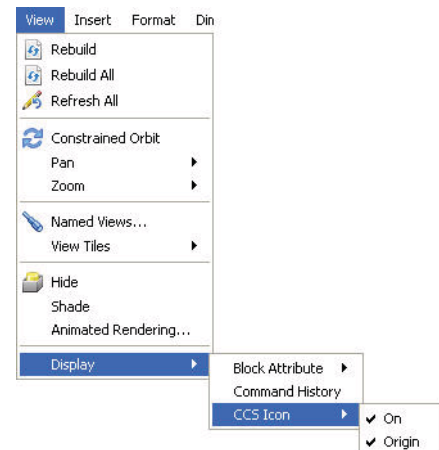 View Insert Format Din
Rebuild
Rebuild All
Refresh All
Constrained Orbit
Pan
Zoom
Named Views...
View Tiles
Hide
Shade
Animated Rendering...
Display
Block Attribute
Command History
CCS Icon
On
Origin